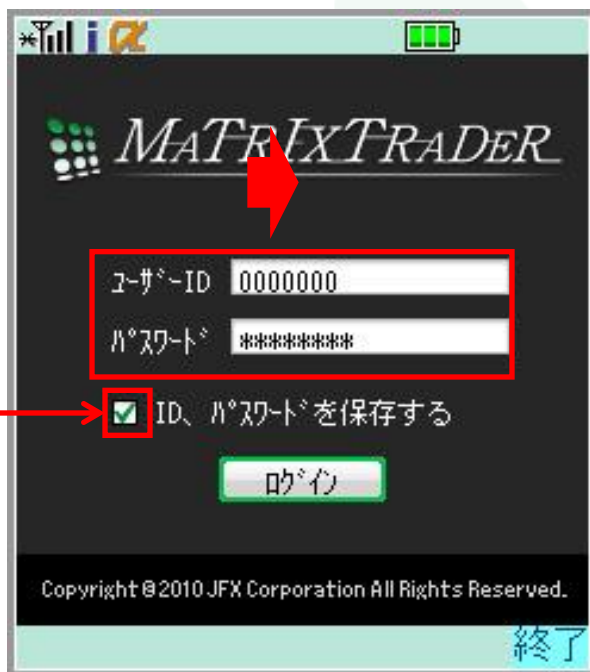 i α
MATRIXTRADER
ﾕｰｻﾞｰID 0000000
ﾊﾟｽﾜｰﾄﾞ ********
ID、ﾊﾟｽﾜｰﾄﾞを保存する
ﾛｸﾞｲﾝ
Copyright©2010 JFX Corporation All Rights Reserved.
終了